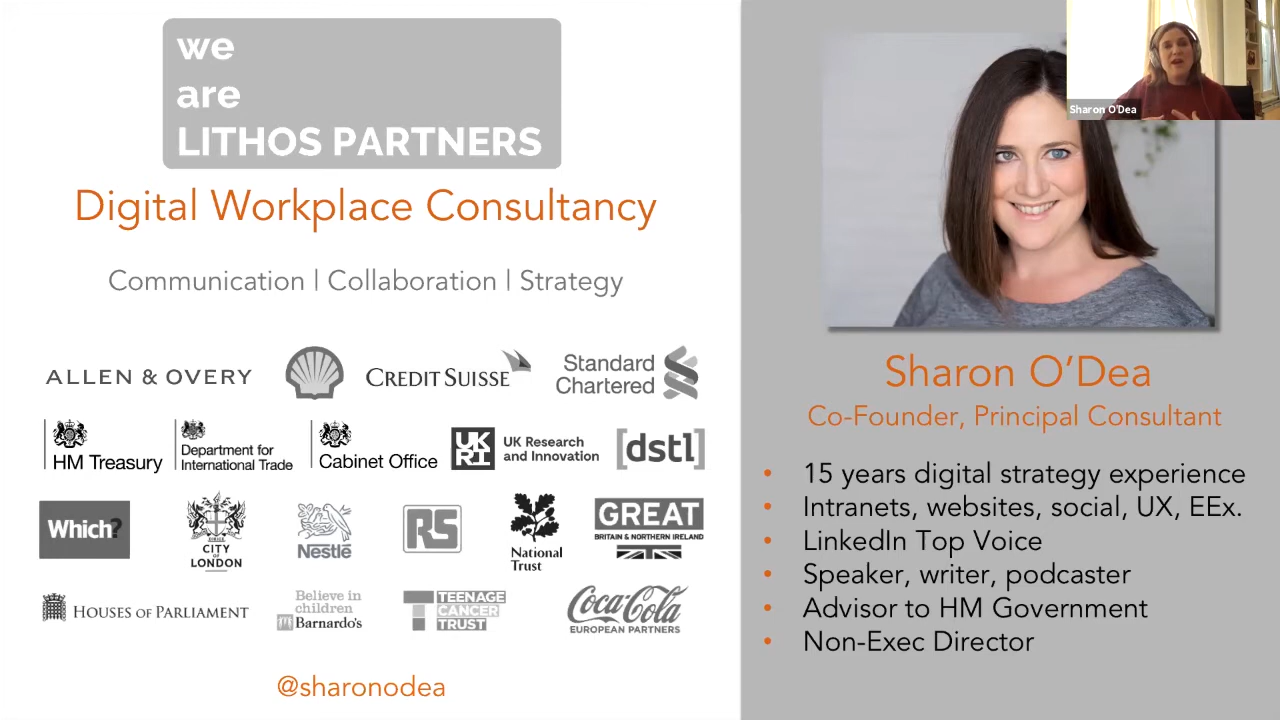 we
are
LITHOS PARTNERS
Digital Workplace Consultancy
Communication | Collaboration | Strategy
ALLEN & OVERY
CREDIT SUISSE
Standard
Chartered
HM Treasury
Department for
International Trade
Cabinet Office
UK
RI
UK Research
and Innovation
[dstl]
Which?
CITY
OF
LONDON
Nestlé
RS
National
Trust
GREAT
BRITAIN & NORTHERN IRELAND
HOUSES OF PARLIAMENT
Believe in
children
Barnardo's
TEENAGE
CANCER
TRUST
Coca-Cola
EUROPEAN PARTNERS
@sharonodea
Sharon O'Dea
Sharon O’Dea
Co-Founder, Principal Consultant
• 15 years digital strategy experience
• Intranets, websites, social, UX, EEx.
• LinkedIn Top Voice
• Speaker, writer, podcaster
• Advisor to HM Government
• Non-Exec Director